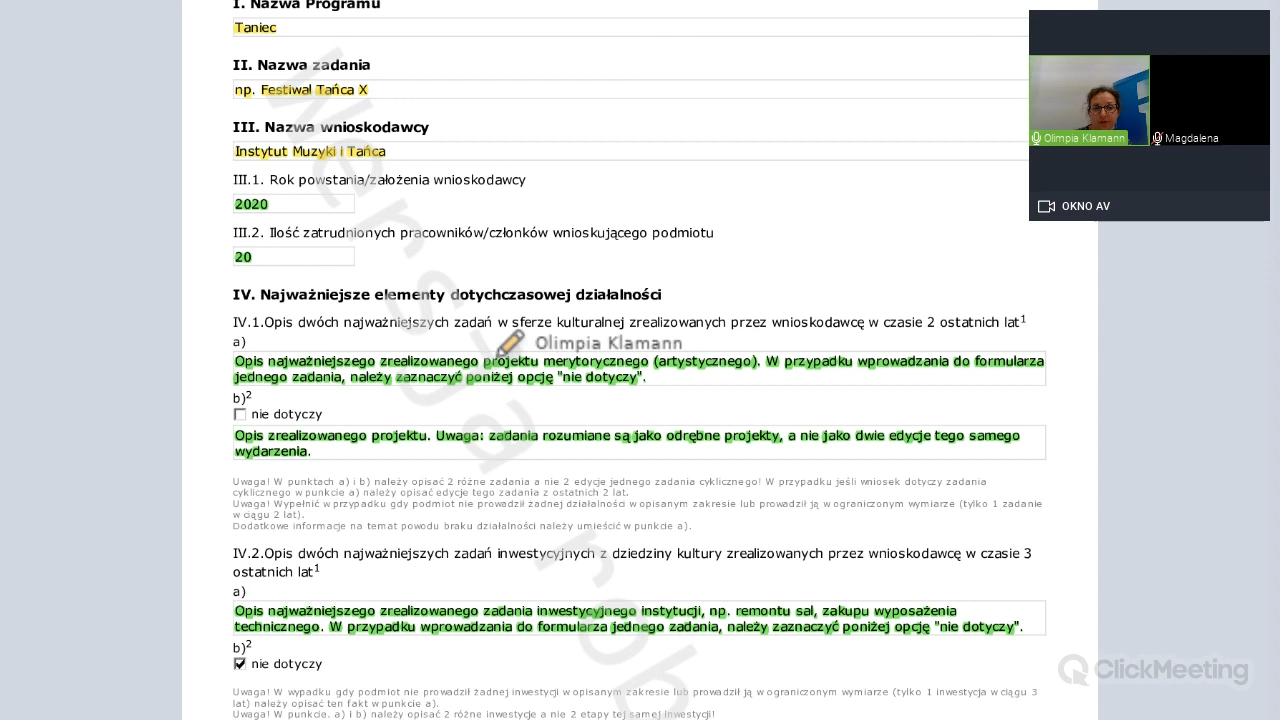 I. Nazwa Programu
Taniec
II. Nazwa zadania
np. Festiwal Tańca X
III. Nazwa wnioskodawcy
Instytut Muzyki i Tańca
III.1. Rok powstania/założenia wnioskodawcy
2020
III.2. Ilość zatrudnionych pracowników/członków wnioskującego podmiotu
20
IV. Najważniejsze elementy dotychczasowej działalności
IV.1.Opis dwóch najważniejszych zadań w sferze kulturalnej zrealizowanych przez wnioskodawcę w czasie 2 ostatnich lat1
Olimpia Klamann
a)
Opis najważniejszego zrealizowanego projektu merytorycznego (artystycznego). W przypadku wprowadzania do formularza
jednego zadania, należy zaznaczyć poniżej opcję "nie dotyczy".
b)2
nie dotyczy
Opis zrealizowanego projektu. Uwaga: zadania rozumiane są jako odrębne projekty, a nie jako dwie edycje tego samego
wydarzenia.
Uwaga! W punktach a) i b) należy opisać 2 różne zadania a nie 2 edycje jednego zadania cyklicznego! W przypadku jeśli wniosek dotyczy zadania
cyklicznego w punkcie a) należy opisać edycje tego zadania z ostatnich 2 lat.
Uwaga! Wypełnić w przypadku gdy podmiot nie prowadził żadnej działalności w opisanym zakresie lub prowadził ją w ograniczonym wymiarze (tylko 1 zadanie
w ciągu 2 lat).
Dodatkowe informacje na temat powodu braku działalności należy umieścić w punkcie a).
IV.2.Opis dwóch najważniejszych zadań inwestycyjnych z dziedziny kultury zrealizowanych przez wnioskodawcę w czasie 3
ostatnich lat1
a)
Opis najważniejszego zrealizowanego zadania inwestycyjnego instytucji, np. remontu sal, zakupu wyposażenia
technicznego. W przypadku wprowadzania do formularza jednego zadania, należy zaznaczyć poniżej opcję "nie dotyczy".
b)2
nie dotyczy
Uwaga! W wypadku gdy podmiot nie prowadził żadnej inwestycji w opisanym zakresie lub prowadził ją w ograniczonym wymiarze (tylko 1 inwestycja w ciągu 3
lat) należy opisać ten fakt w punkcie a).
Uwaga! W punkcie. a) i b) należy opisać 2 różne inwestycje a nie 2 etapy tej samej inwestycji!
Wersja rob
Olimpia Klamann
Magdalena
OKNO AV
ClickMeeting